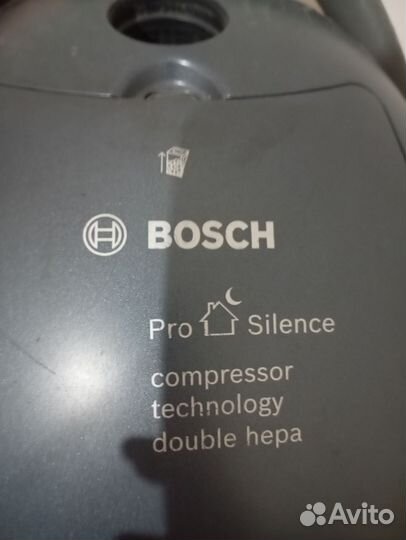 BOSCH
Pro Silence
compressor
technology
double hepa
Avito